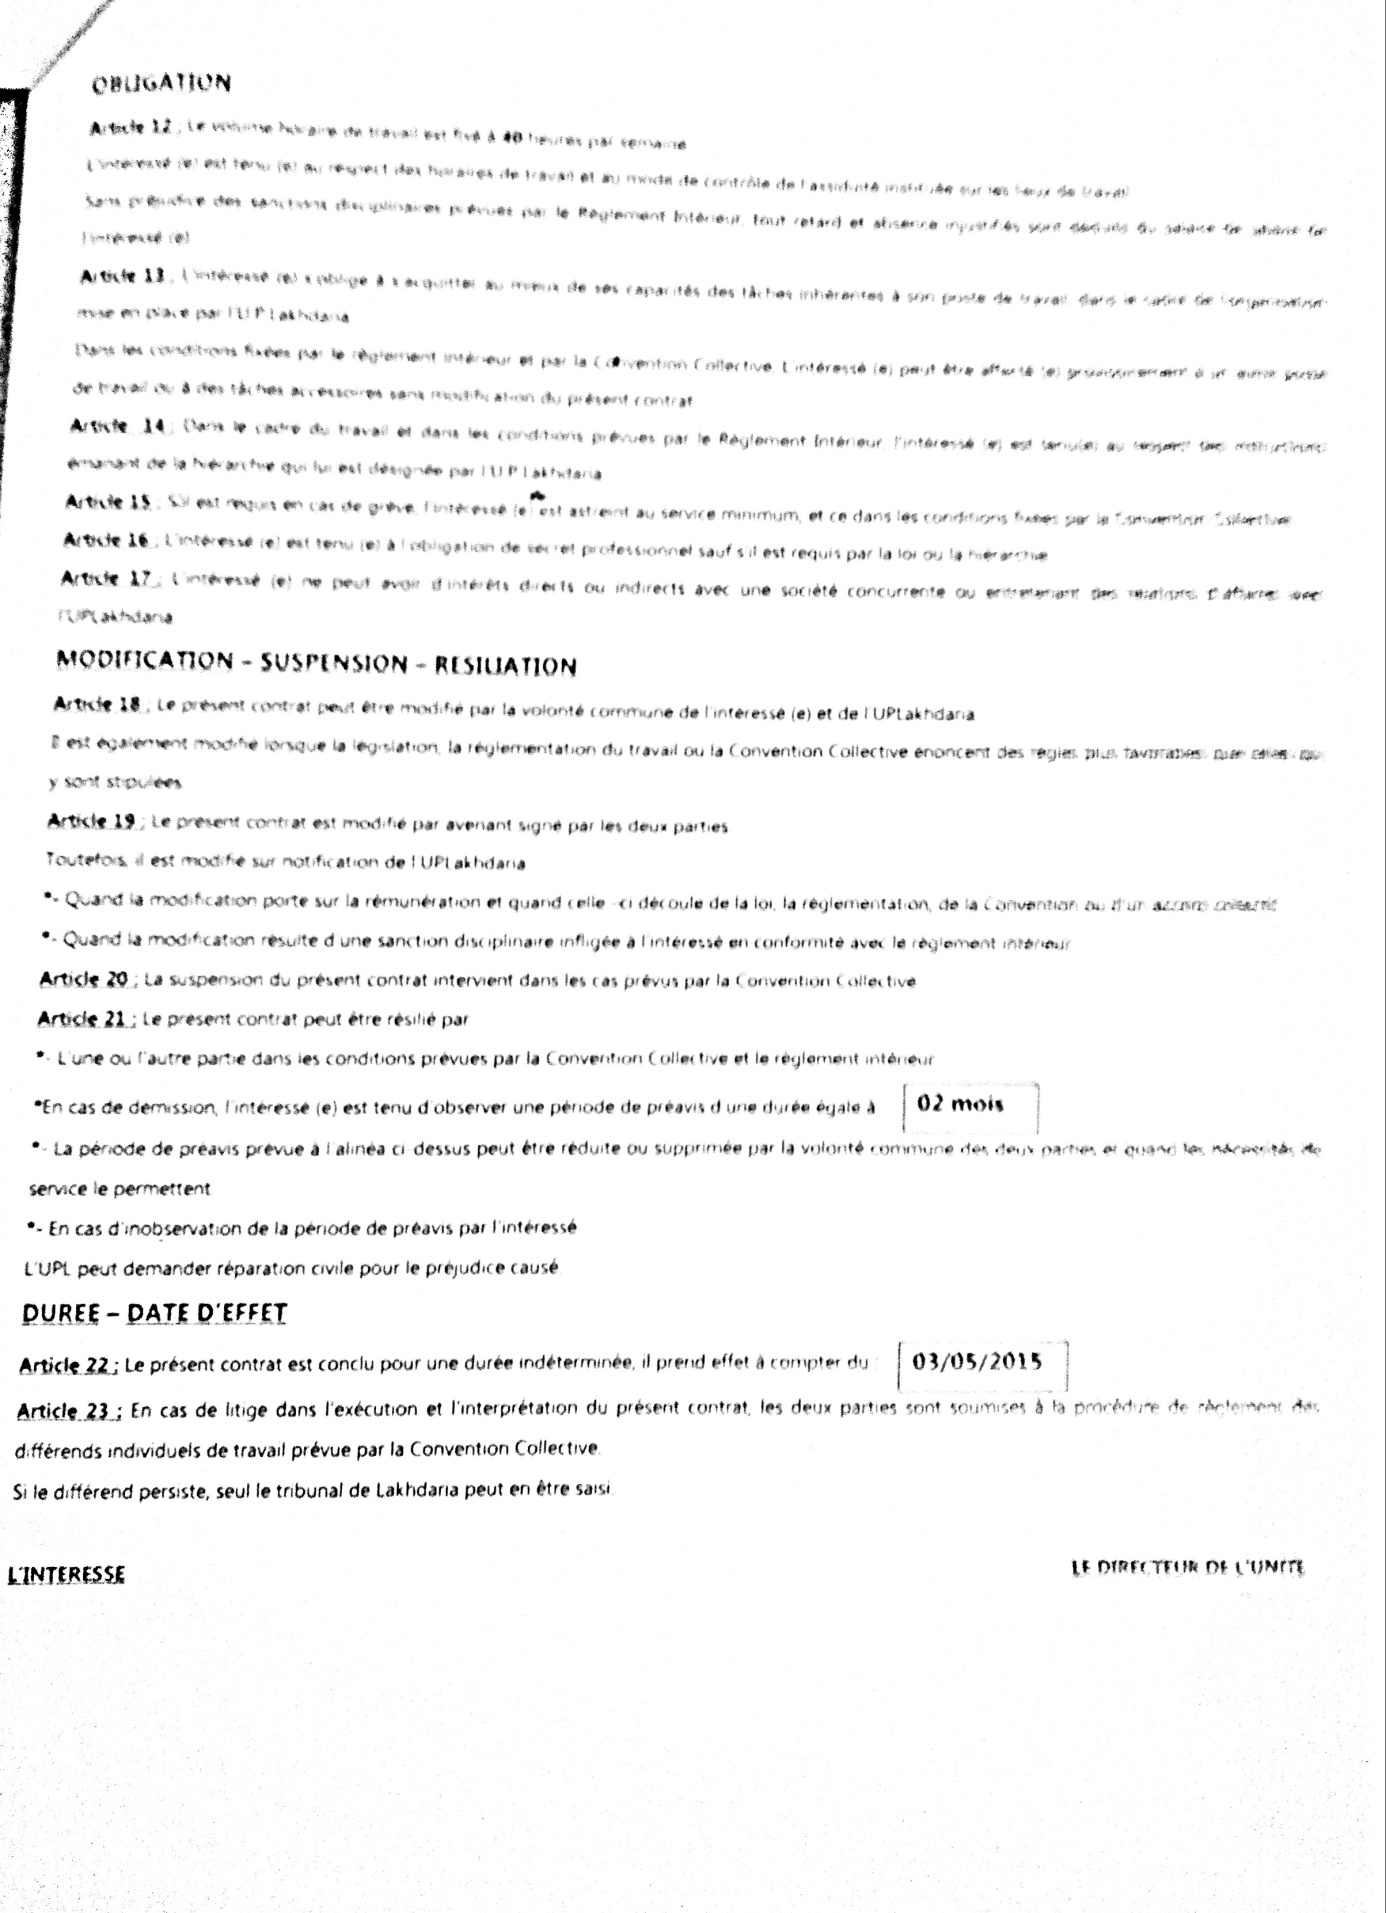 OBLIGATION
Article 12 ; Le volume horaire de travail est fixé à 40 heures par semaine
L'intéressé (e) est tenu (e) au respect des horaires de travail et au mode de contrôle de l'assiduité instituée sur les lieux de travail
Sans préjudice des sanctions disciplinaires prévues par le Règlement Intérieur, tout retard et absence injustifiés sont déduits du salaire de
l'intéressé (e)
Article 13 ; L'intéressé (e) s'oblige à s'acquitter au mieux de ses capacités des tâches inhérentes à son poste de travail, dans le cadre de l'organisation
mise en place par l'U P Lakhdaria
Dans les conditions fixées par le règlement intérieur et par la Convention Collective, L'intéressé (e) peut être affecté (e) provisoirement à un autre poste
de travail ou à des tâches accessoires sans modification du présent contrat
Article 14 ; Dans le cadre du travail et dans les conditions prévues par le Règlement Intérieur, l'intéressé (e) est tenu(e) au respect des instructions
émanant de la hiérarchie qui lui est désignée par l'U P Lakhdaria
Article 15 ; S'il est requis en cas de grève, l'intéressé (e) est astreint au service minimum, et ce dans les conditions fixées par la Convention Collective
Article 16 ; L'intéressé (e) est tenu (e) à l'obligation de secret professionnel sauf s'il est requis par la loi ou la hiérarchie
Article 17 ; L'intéressé (e) ne peut avoir d'intérêts directs ou indirects avec une société concurrente ou entretenant des relations d'affaires avec
l'UPLakhdaria
MODIFICATION – SUSPENSION – RESILIATION
Article 18 ; Le présent contrat peut être modifié par la volonté commune de l'intéressé (e) et de l'UPLakhdaria
Il est également modifié lorsque la législation, la réglementation du travail ou la Convention Collective énoncent des règles plus favorables que celles qui
y sont stipulées
Article 19 ; Le présent contrat est modifié par avenant signé par les deux parties
Toutefois, il est modifié sur notification de l'UPLakhdaria
*- Quand la modification porte sur la rémunération et quand celle -ci découle de la loi, la réglementation, de la Convention ou d'un accord collectif
*- Quand la modification résulte d'une sanction disciplinaire infligée à l'intéressé en conformité avec le règlement intérieur
Article 20 ; La suspension du présent contrat intervient dans les cas prévus par la Convention Collective
Article 21 ; Le présent contrat peut être résilié par
*- L'une ou l'autre partie dans les conditions prévues par la Convention Collective et le règlement intérieur
*En cas de démission, l'intéressé (e) est tenu d'observer une période de préavis d'une durée égale à 02 mois
*- La période de préavis prévue à l'alinéa ci-dessus peut être réduite ou supprimée par la volonté commune des deux parties et quand les nécessités de
service le permettent
*- En cas d'inobservation de la période de préavis par l'intéressé
L'UPL peut demander réparation civile pour le préjudice causé
DUREE – DATE D'EFFET
Article 22 ; Le présent contrat est conclu pour une durée indéterminée, il prend effet à compter du : 03/05/2015
Article 23 ; En cas de litige dans l'exécution et l'interprétation du présent contrat, les deux parties sont soumises à la procédure de règlement des
différends individuels de travail prévue par la Convention Collective.
Si le différend persiste, seul le tribunal de Lakhdaria peut en être saisi.
L'INTERESSE
LE DIRECTEUR DE L'UNITE